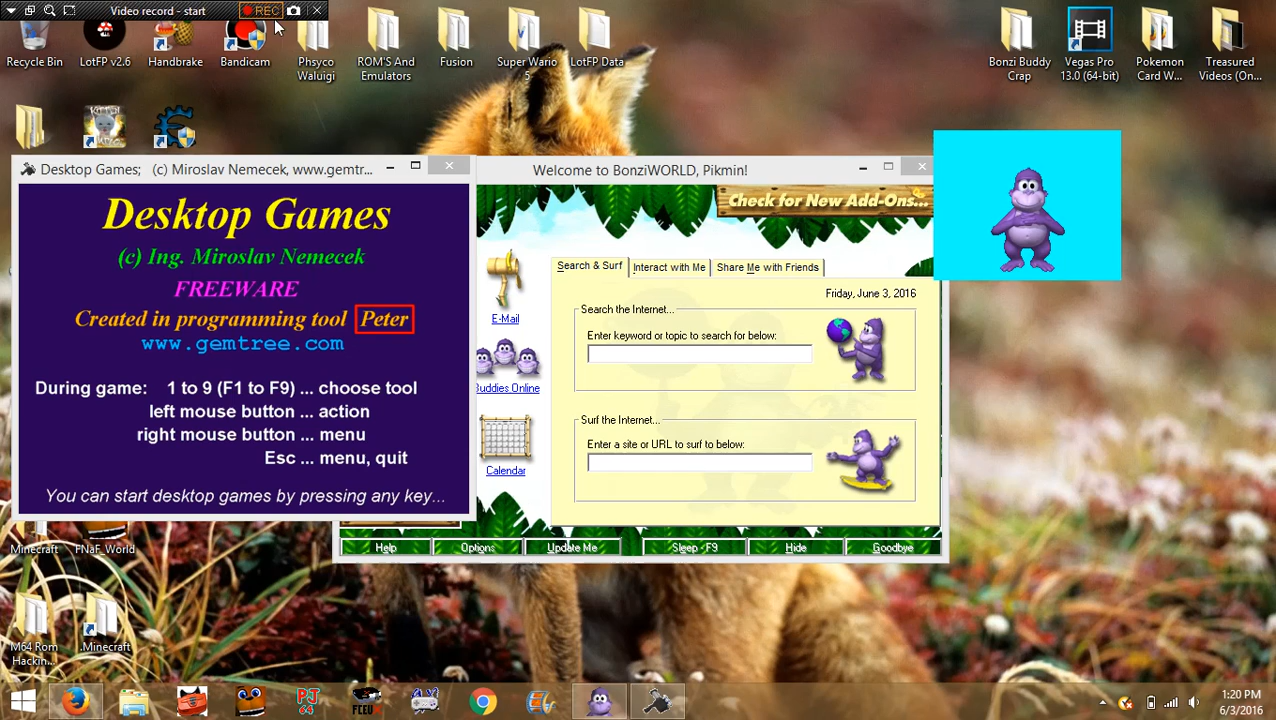 Video record - start
REC
Recycle Bin
LotFP v2.6
Handbrake
Bandicam
Phsyco
Waluigi
ROM'S And
Emulators
Fusion
Super Wario
5
LotFP Data
Bonzi Buddy
Crap
Vegas Pro
13.0 (64-bit)
Pokemon
Card W...
Treasured
Videos (On...
Desktop Games; (c) Miroslav Nemecek, www.gemtr...
Desktop Games
(c) Ing. Miroslav Nemecek
FREEWARE
Created in programming tool Peter
www.gemtree.com
During game: 1 to 9 (F1 to F9) ... choose tool
left mouse button ... action
right mouse button ... menu
Esc ... menu, quit
You can start desktop games by pressing any key...
Welcome to BonziWORLD, Pikmin!
Check for New Add-Ons...
Search & Surf
Interact with Me
Share Me with Friends
Friday, June 3, 2016
E-Mail
Buddies Online
Calendar
Search the Internet...
Enter keyword or topic to search for below:
Surf the Internet...
Enter a site or URL to surf to below:
Help
Options
Update Me
Sleep - F9
Hide
Goodbye
Minecraft
FNaF_World
M64 Rom
Hackin...
.Minecraft
PJ
64
FCEU
1:20 PM
6/3/2016